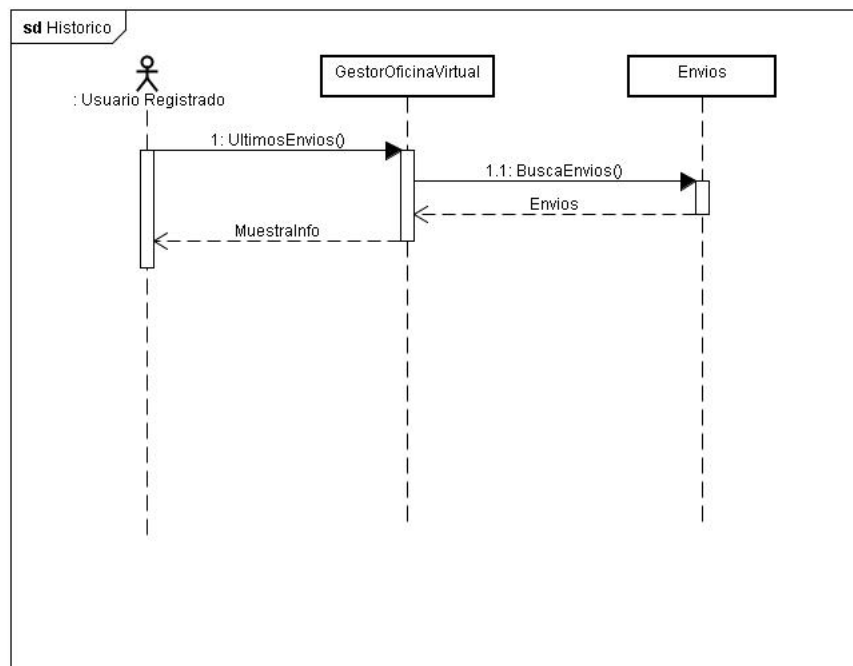 sd Historico
: Usuario Registrado
GestorOficinaVirtual
Envios
1: UltimosEnvios()
1.1: BuscaEnvios()
Envios
MuestraInfo